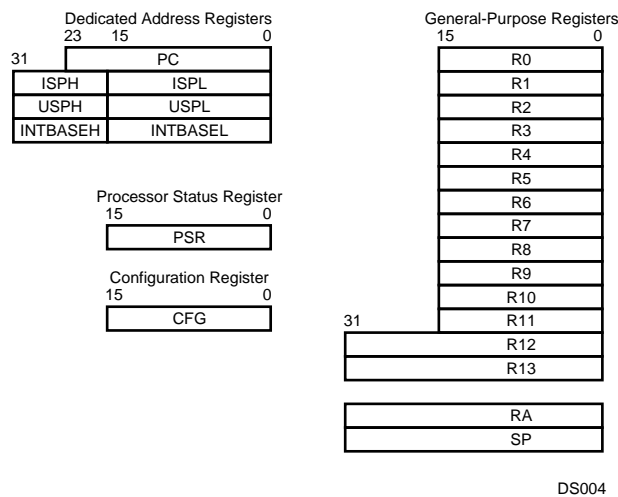 Dedicated Address Registers
23 15 0
31 PC
ISPH ISPL
USPH USPL
INTBASEH INTBASEL
Processor Status Register
15 0
PSR
Configuration Register
15 0
CFG
General-Purpose Registers
15 0
R0
R1
R2
R3
R4
R5
R6
R7
R8
R9
R10
31 R11
R12
R13
RA
SP
DS004